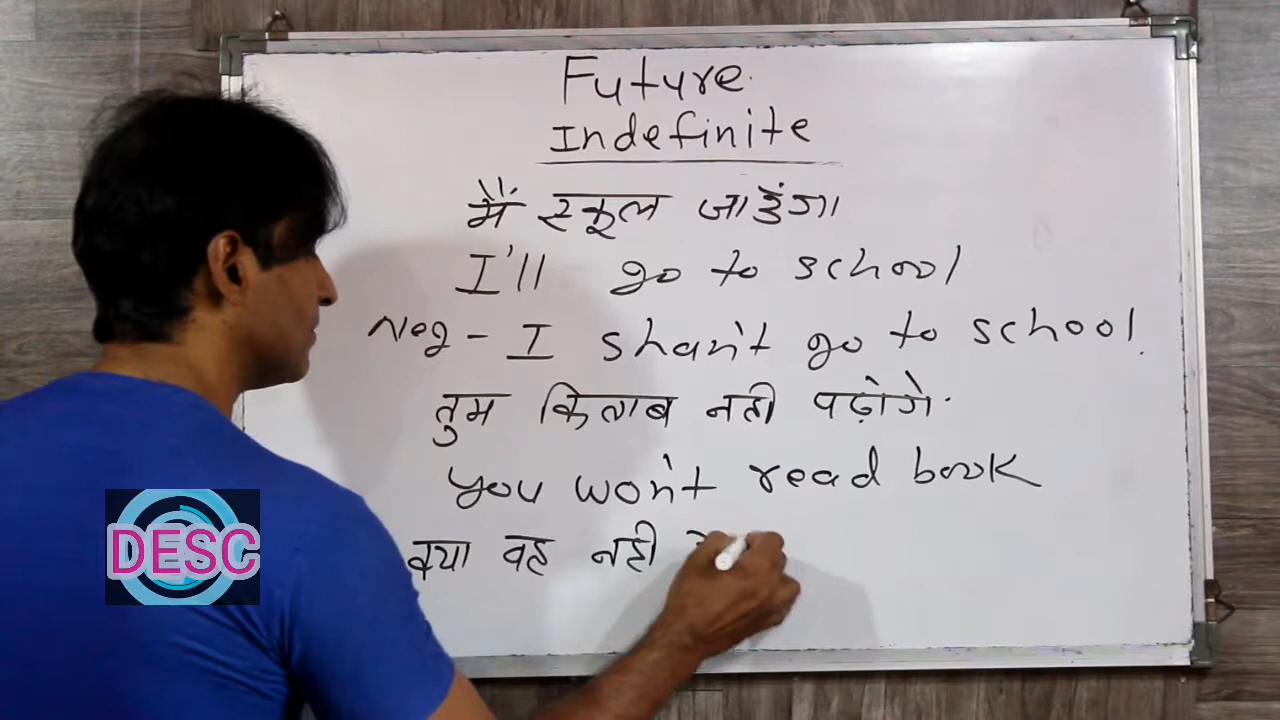 Future
Indefinite
मैं स्कूल जाउंगा
I'll go to school
Neg - I shan't go to school.
तुम किताब नही पढ़ोगे.
you won't read book
क्या वह नही
DESC